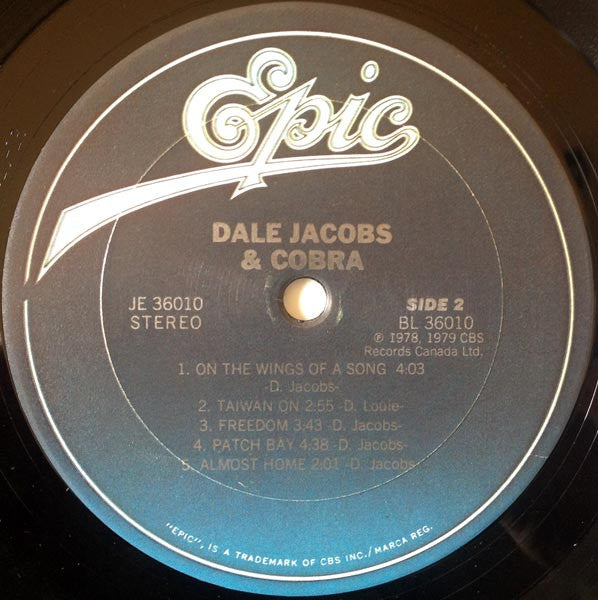 Epic
DALE JACOBS
& COBRA
JE 36010
STEREO
SIDE 2
BL 36010
℗ 1978, 1979 CBS
Records Canada Ltd.
1. ON THE WINGS OF A SONG 4:03
-D. Jacobs-
2. TAIWAN ON 2:55 -D. Louie-
3. FREEDOM 3:43 -D. Jacobs-
4. PATCH BAY 4:38 -D. Jacobs-
5. ALMOST HOME 2:01 -D. Jacobs-
"EPIC", IS A TRADEMARK OF CBS INC./MARCA REG.